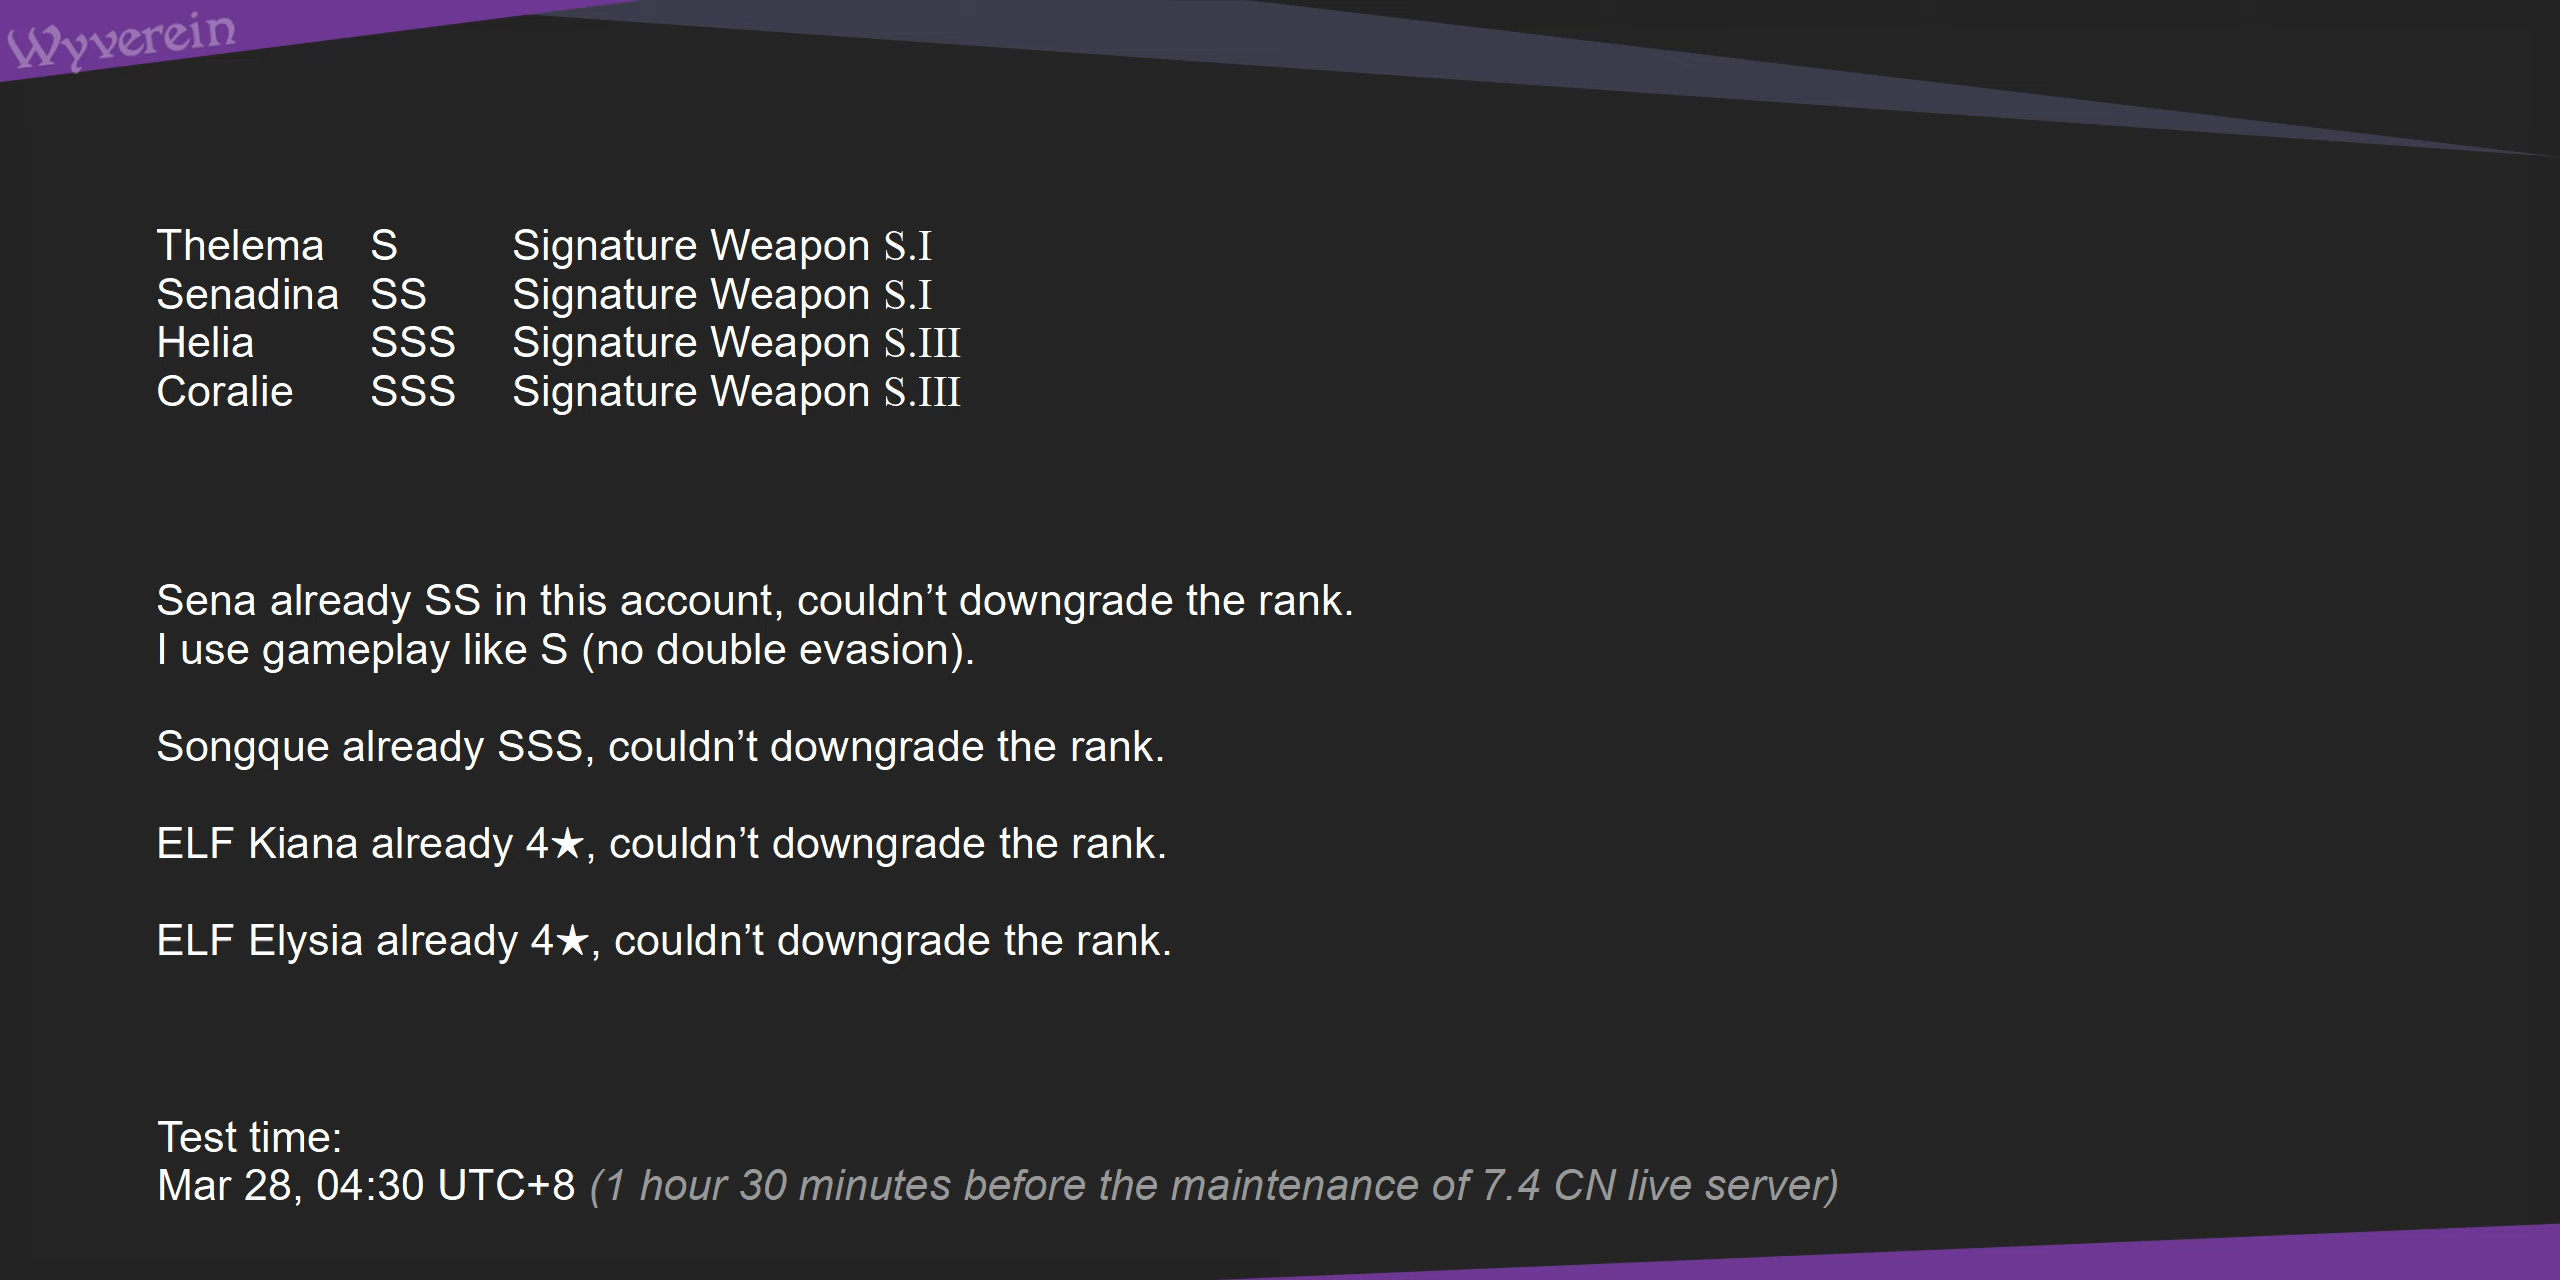 Wyverein
Thelema S Signature Weapon S.I
Senadina SS Signature Weapon S.I
Helia SSS Signature Weapon S.III
Coralie SSS Signature Weapon S.III
Sena already SS in this account, couldn’t downgrade the rank.
I use gameplay like S (no double evasion).
Songque already SSS, couldn’t downgrade the rank.
ELF Kiana already 4★, couldn’t downgrade the rank.
ELF Elysia already 4★, couldn’t downgrade the rank.
Test time:
Mar 28, 04:30 UTC+8 (1 hour 30 minutes before the maintenance of 7.4 CN live server)